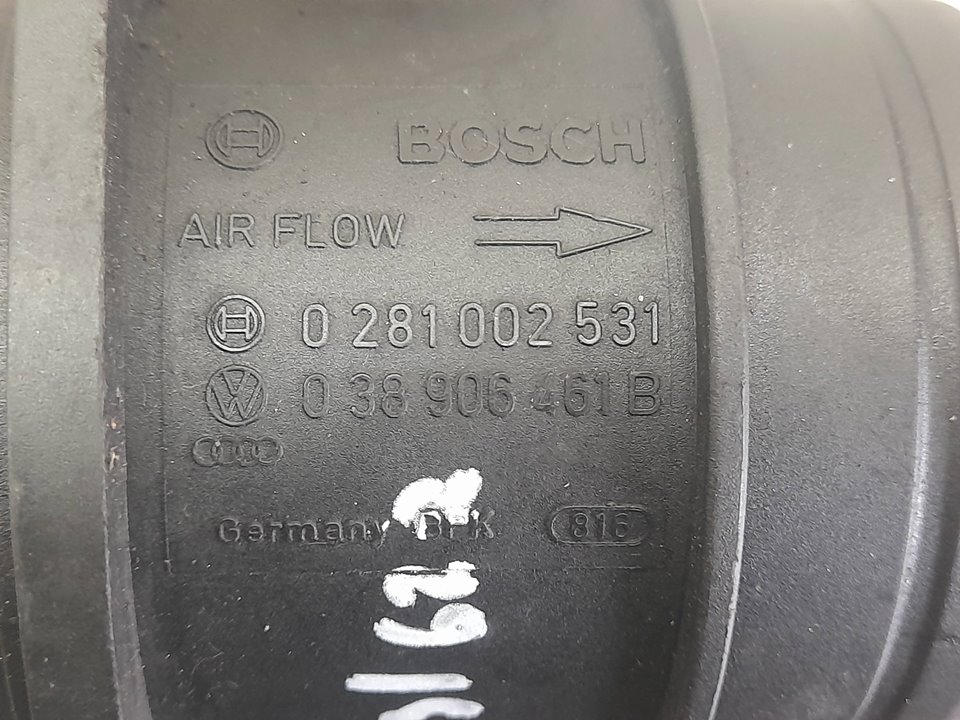 BOSCH
AIR FLOW
0 281 002 531
0 38 906 461 B
Germany
816